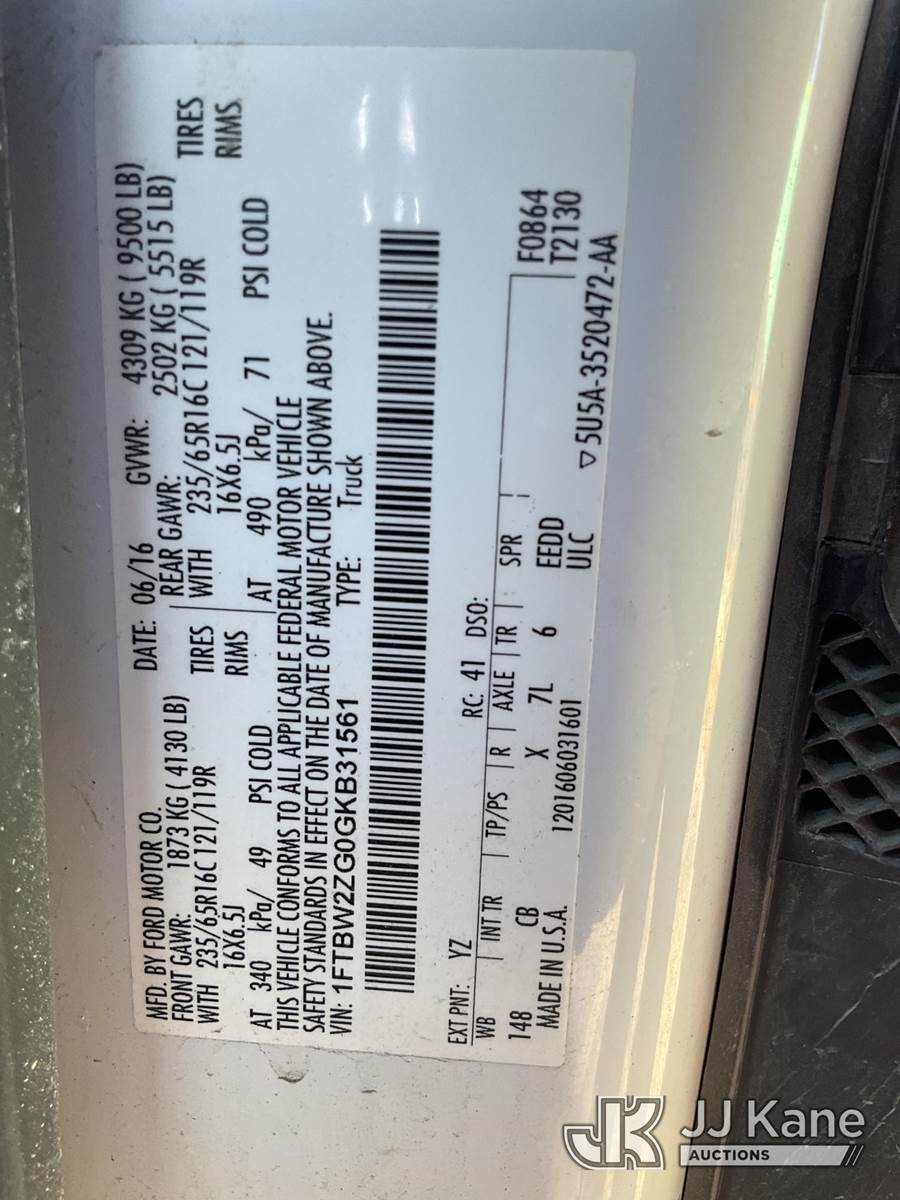 MFD. BY FORD MOTOR CO.
DATE: 06/16 GVWR: 4309 KG ( 9500 LB)
FRONT GAWR: 1873 KG ( 4130 LB)
REAR GAWR: 2502 KG ( 5515 LB)
WITH 235/65R16C 121/119R TIRES
WITH 235/65R16C 121/119R TIRES
16X6.5J RIMS
16X6.5J RIMS
AT 340 kPa/ 49 PSI COLD
AT 490 kPa/ 71 PSI COLD
THIS VEHICLE CONFORMS TO ALL APPLICABLE FEDERAL MOTOR VEHICLE
SAFETY STANDARDS IN EFFECT ON THE DATE OF MANUFACTURE SHOWN ABOVE.
VIN: 1FTBW2ZG0GKB31561 TYPE: Truck
EXT PNT: YZ RC: 41 DSO:
WB INT TR TP/PS R AXLE TR SPR F0864
148 CB X 7L 6 EEDD T2130
MADE IN U.S.A. 1201606031601 ULC ▽5U5A-3520472-AA
JK JJ Kane
AUCTIONS